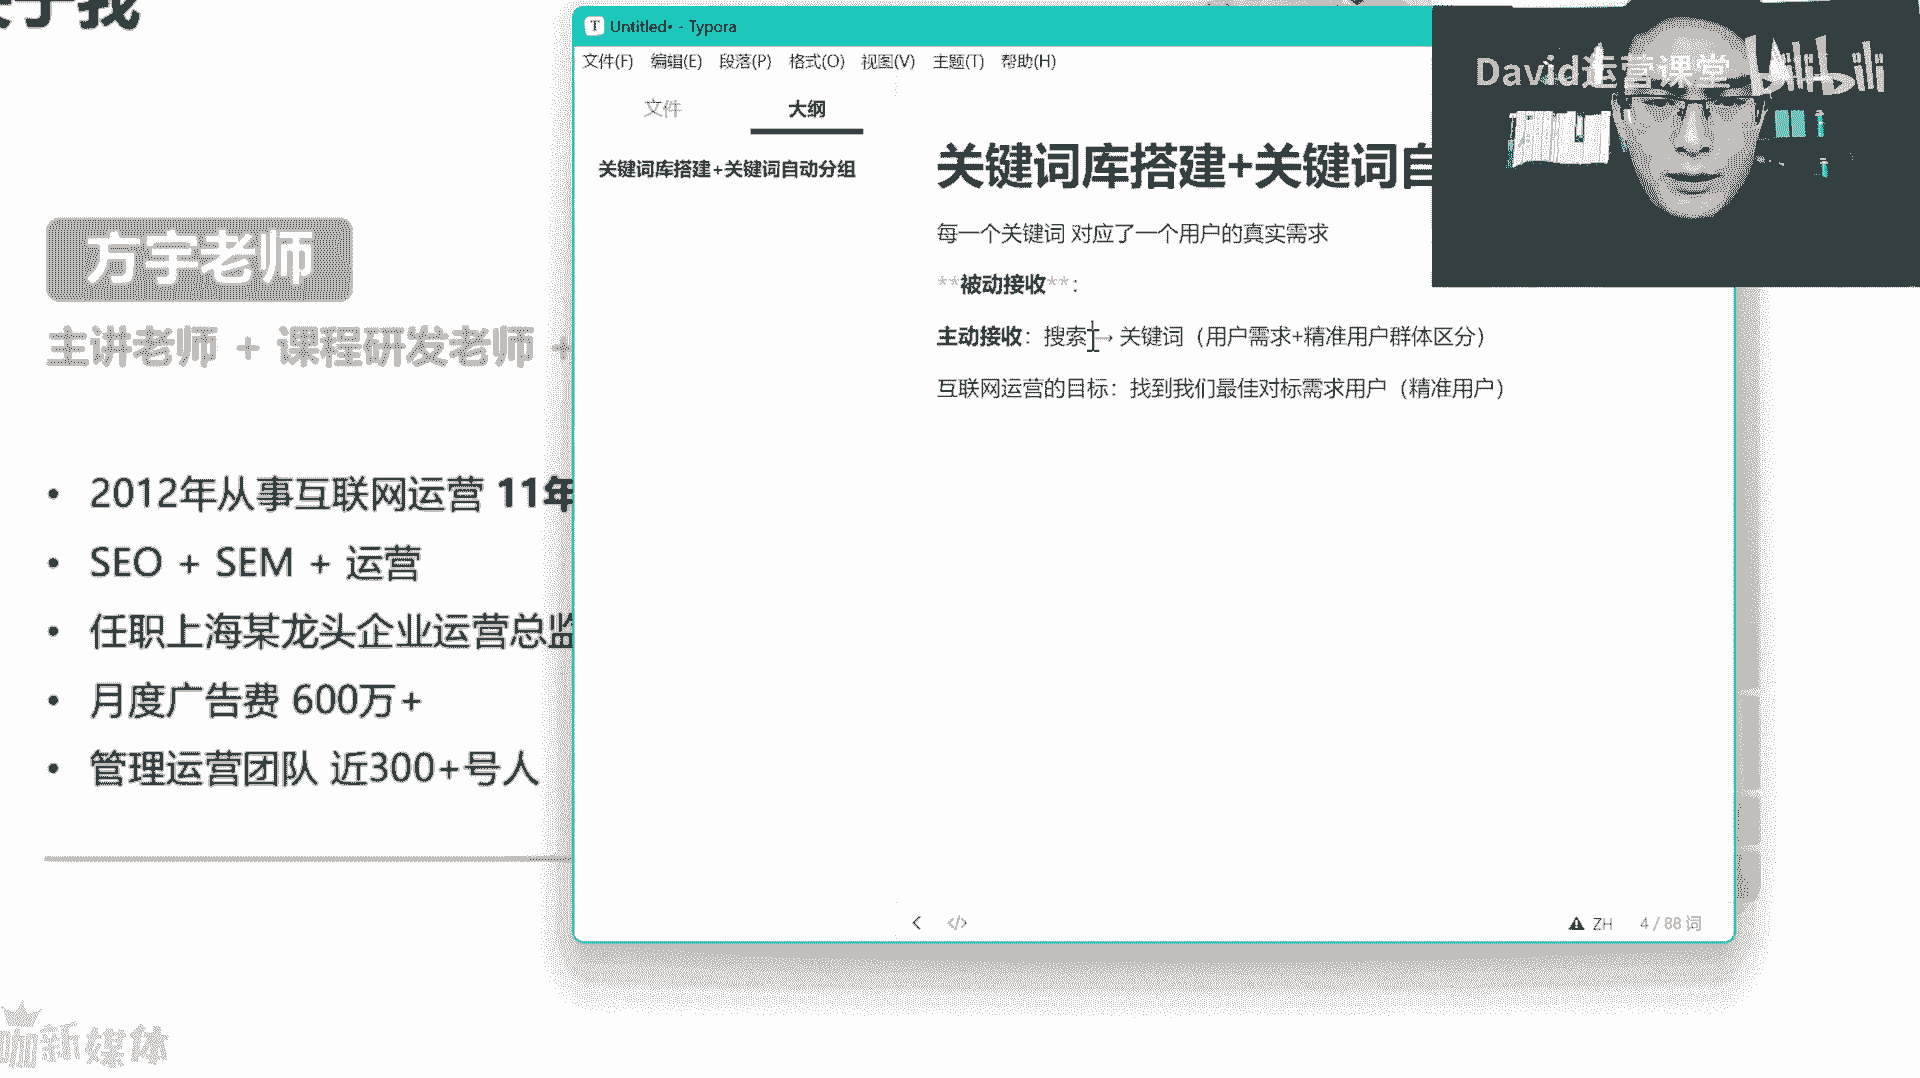 方宇老师
主讲老师 + 课程研发老师 +
• 2012年从事互联网运营 11年
• SEO + SEM + 运营
• 任职上海某龙头企业运营总监
• 月度广告费 600万+
• 管理运营团队 近300+号人
咖新媒体
T Untitled• - Typora
文件(F) 编辑(E) 段落(P) 格式(O) 视图(V) 主题(T) 帮助(H)
文件 大纲
关键词库搭建+关键词自动分组
关键词库搭建+关键词自
每一个关键词 对应了一个用户的真实需求
**被动接收**：
主动接收：搜索 → 关键词（用户需求+精准用户群体区分）
互联网运营的目标：找到我们最佳对标需求用户（精准用户）
ZH 4 / 88 词
David运营课堂 bilibili